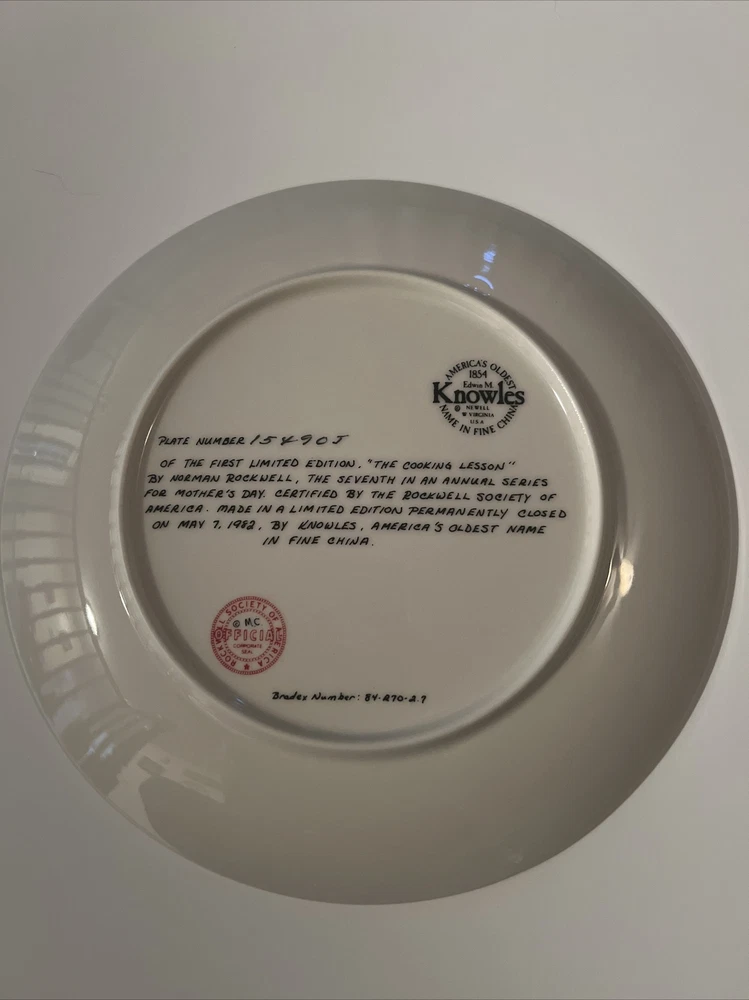 AMERICA'S OLDEST
1854
Edwin M.
Knowles
NEWELL
W VIRGINIA
U.S.A
NAME IN FINE CHINA
PLATE NUMBER 15490J
OF THE FIRST LIMITED EDITION. "THE COOKING LESSON"
BY NORMAN ROCKWELL, THE SEVENTH IN AN ANNUAL SERIES
FOR MOTHER'S DAY. CERTIFIED BY THE ROCKWELL SOCIETY OF
AMERICA. MADE IN A LIMITED EDITION PERMANENTLY CLOSED
ON MAY 7, 1982, BY KNOWLES, AMERICA'S OLDEST NAME
IN FINE CHINA.
ROCKWELL SOCIETY OF AMERICA
© MC
OFFICIAL
CORPORATE
SEAL
Bradex Number: 84-270-2.7